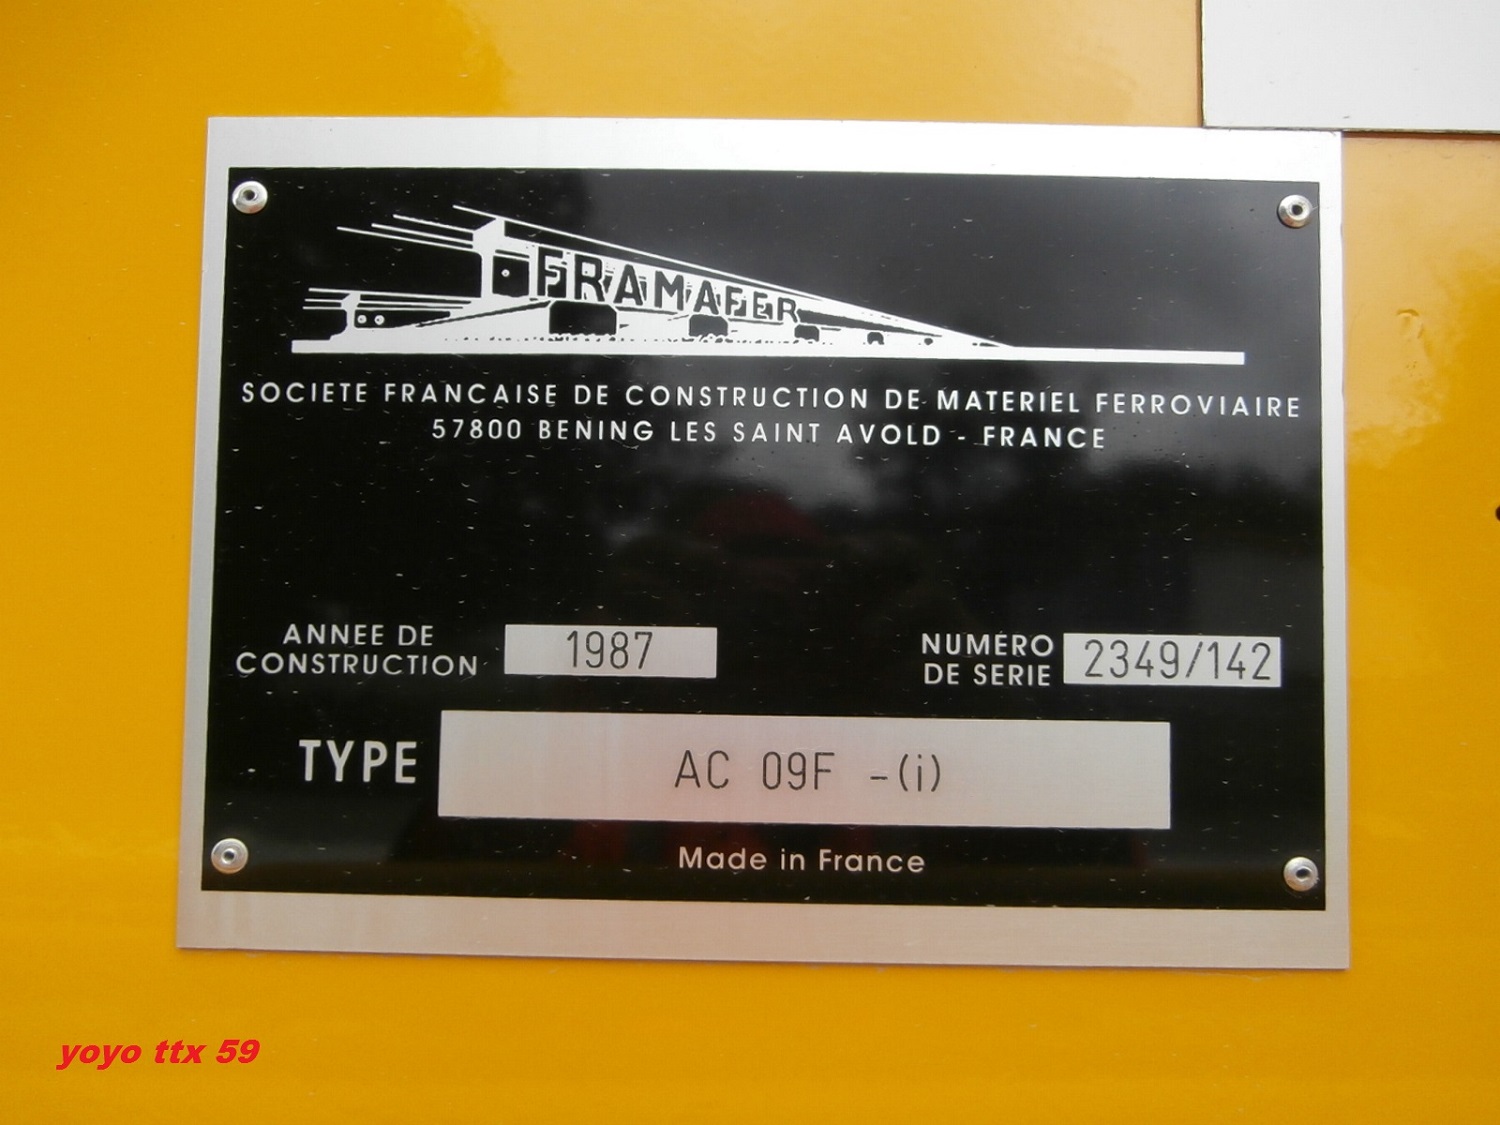 FRAMAFER
SOCIETE FRANCAISE DE CONSTRUCTION DE MATERIEL FERROVIAIRE
57800 BENING LES SAINT AVOLD - FRANCE
ANNEE DE
CONSTRUCTION
1987
NUMERO
DE SERIE
2349/142
TYPE
AC 09F -(i)
Made in France
yoyo ttx 59